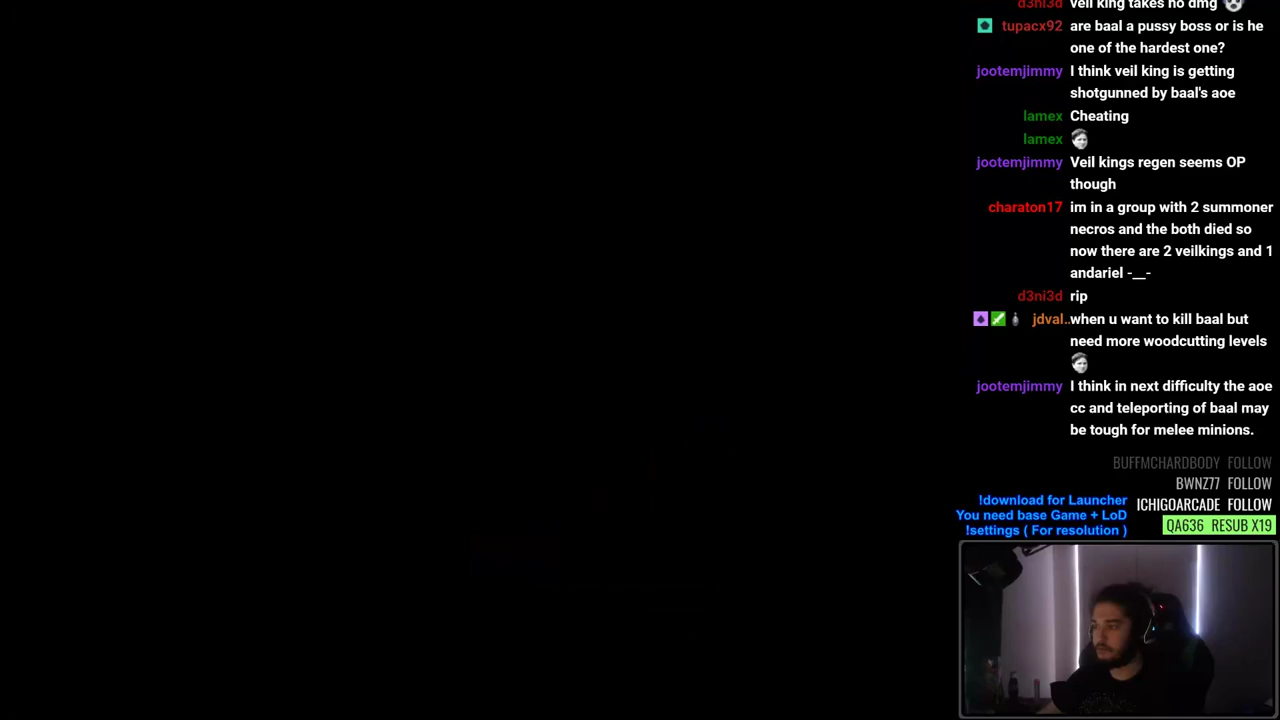 d3ni3d veil king takes no dmg
tupacx92 are baal a pussy boss or is he
one of the hardest one?
jootemjimmy I think veil king is getting
shotgunned by baal's aoe
lamex Cheating
lamex
jootemjimmy Veil kings regen seems OP
though
charaton17 im in a group with 2 summoner
necros and the both died so
now there are 2 veilkings and 1
andariel -__-
d3ni3d rip
jdval.. when u want to kill baal but
need more woodcutting levels
jootemjimmy I think in next difficulty the aoe
cc and teleporting of baal may
be tough for melee minions.
BUFFMCHARDBODY FOLLOW
BWNZ77 FOLLOW
!download for Launcher ICHIGOARCADE FOLLOW
You need base Game + LoD
!settings ( For resolution ) QA636 RESUB X19